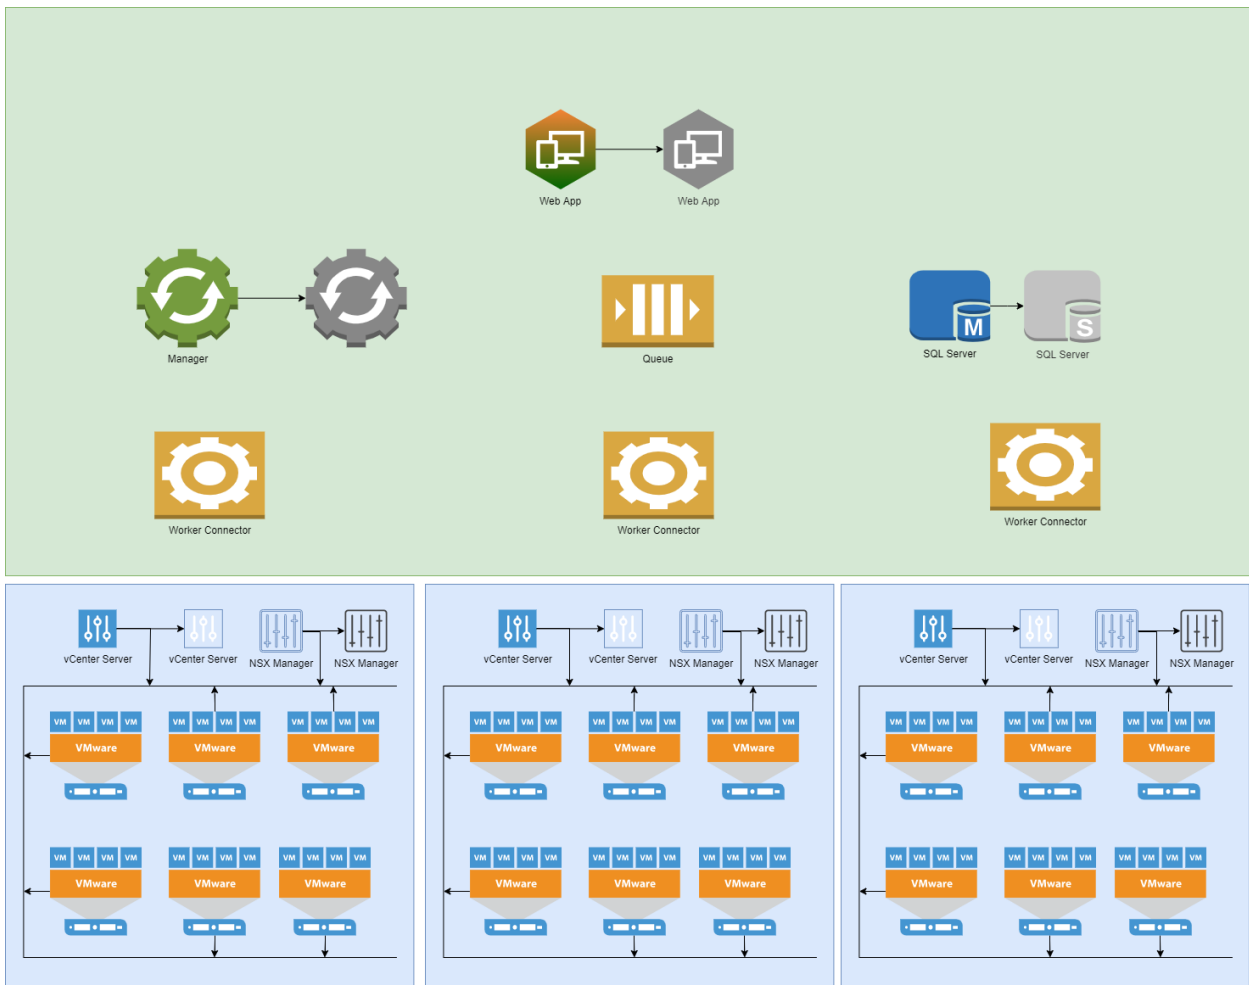 Web App
Web App
Manager
Queue
M
S
SQL Server
SQL Server
Worker Connector
Worker Connector
Worker Connector
vCenter Server
vCenter Server
NSX Manager
NSX Manager
VM VM VM VM
VM VM VM VM
VM VM VM VM
VMware
VMware
VMware
VM VM VM VM
VM VM VM VM
VM VM VM VM
VMware
VMware
VMware
vCenter Server
vCenter Server
NSX Manager
NSX Manager
VM VM VM VM
VM VM VM VM
VM VM VM VM
VMware
VMware
VMware
VM VM VM VM
VM VM VM VM
VM VM VM VM
VMware
VMware
VMware
vCenter Server
vCenter Server
NSX Manager
NSX Manager
VM VM VM VM
VM VM VM VM
VM VM VM VM
VMware
VMware
VMware
VM VM VM VM
VM VM VM VM
VM VM VM VM
VMware
VMware
VMware